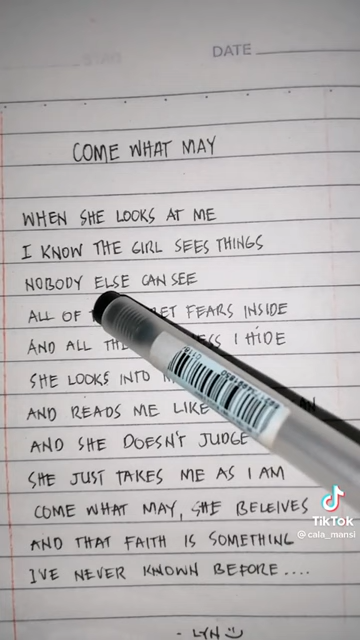 DATE
COME WHAT MAY
WHEN SHE LOOKS AT ME
I KNOW THE GIRL SEES THINGS
NOBODY ELSE CAN SEE
ALL OF FEARS INSIDE
AND ALL I HIDE
SHE LOOKS INTO
AND READS ME LIKE
AND SHE DOESN'T JUDGE
SHE JUST TAKES ME AS I AM
COME WHAT MAY, SHE BELEIVES
AND THAT FAITH IS SOMETHING
I'VE NEVER KNOWN BEFORE....
- LYN
TikTok
@cala_mansi